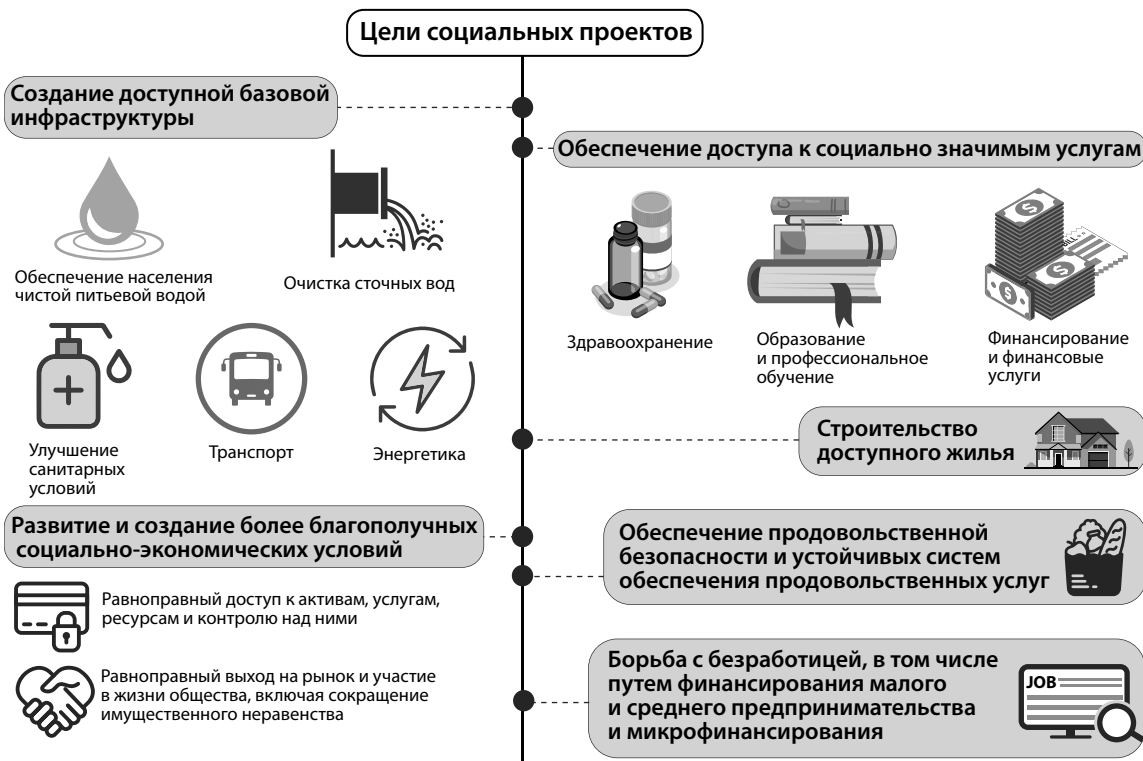 Цели социальных проектов
Создание доступной базовой
инфраструктуры
Обеспечение населения
чистой питьевой водой
Очистка сточных вод
Улучшение
санитарных
условий
Транспорт
Энергетика
Обеспечение доступа к социально значимым услугам
Здравоохранение
Образование
и профессиональное
обучение
Финансирование
и финансовые
услуги
Строительство
доступного жилья
Развитие и создание более благополучных
социально-экономических условий
Равноправный доступ к активам, услугам,
ресурсам и контролю над ними
Равноправный выход на рынок и участие
в жизни общества, включая сокращение
имущественного неравенства
Обеспечение продовольственной
безопасности и устойчивых систем
обеспечения продовольственных услуг
Борьба с безработицей, в том числе
путем финансирования малого
и среднего предпринимательства
и микрофинансирования
JOB